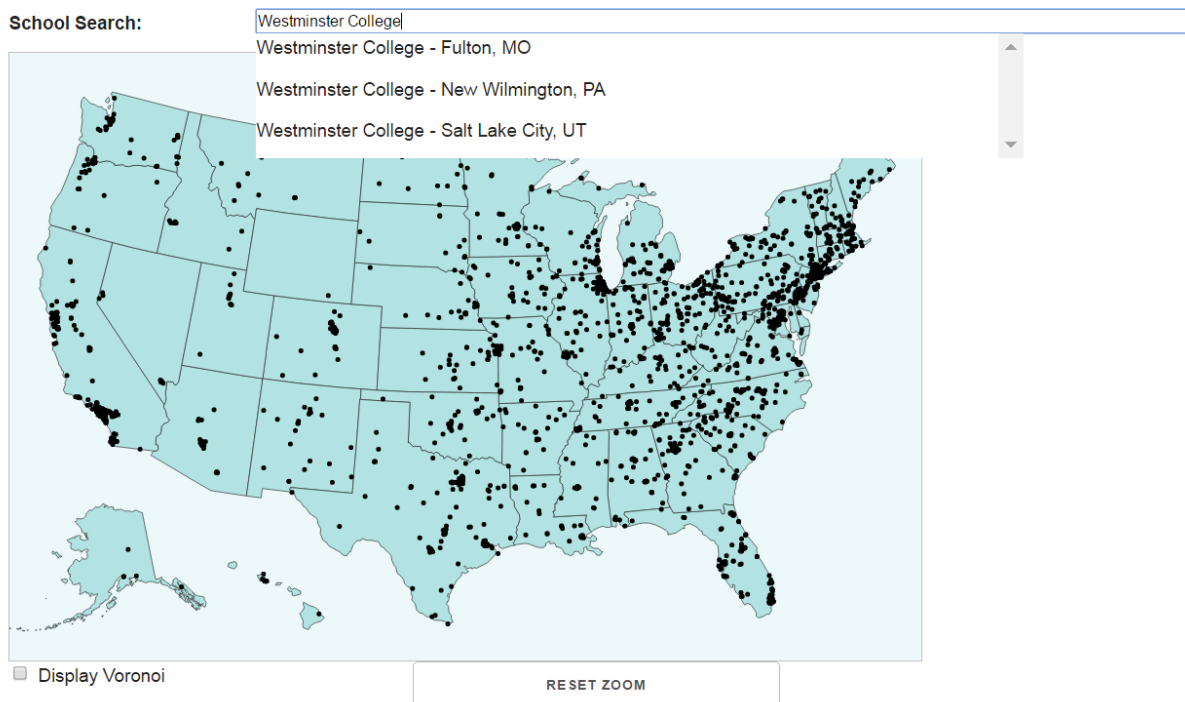 School Search:
Westminster College
Westminster College - Fulton, MO
Westminster College - New Wilmington, PA
Westminster College - Salt Lake City, UT
Display Voronoi
RESET ZOOM